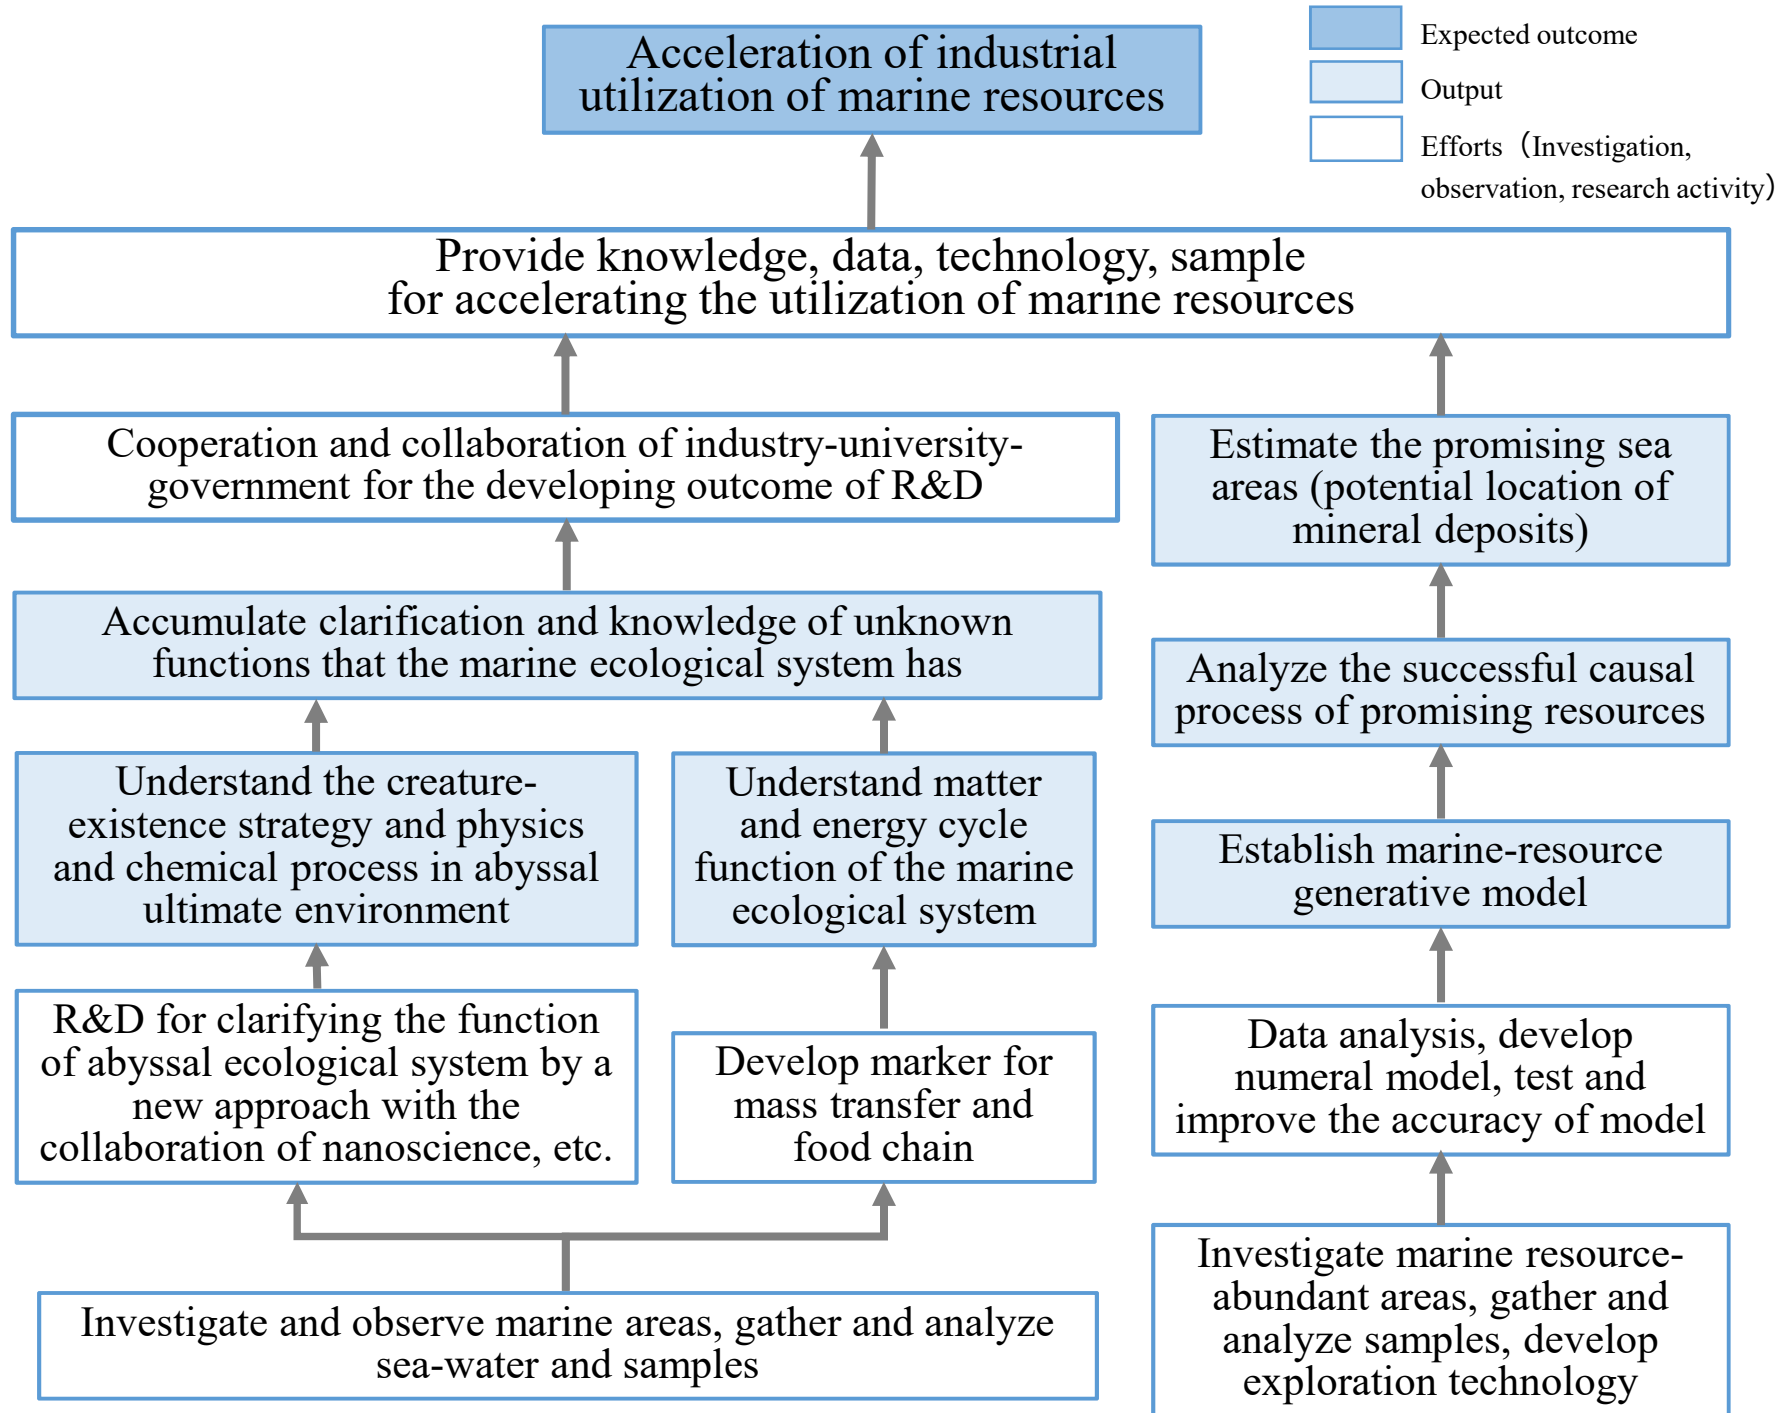 Acceleration of industrial
utilization of marine resources
Expected outcome
Output
Efforts（Investigation,
observation, research activity）
Provide knowledge, data, technology, sample
for accelerating the utilization of marine resources
Cooperation and collaboration of industry-university-
government for the developing outcome of R&D
Estimate the promising sea
areas (potential location of
mineral deposits)
Accumulate clarification and knowledge of unknown
functions that the marine ecological system has
Analyze the successful causal
process of promising resources
Understand the creature-
existence strategy and physics
and chemical process in abyssal
ultimate environment
Understand matter
and energy cycle
function of the marine
ecological system
Establish marine-resource
generative model
R&D for clarifying the function
of abyssal ecological system by a
new approach with the
collaboration of nanoscience, etc.
Develop marker for
mass transfer and
food chain
Data analysis, develop
numeral model, test and
improve the accuracy of model
Investigate and observe marine areas, gather and analyze
sea-water and samples
Investigate marine resource-
abundant areas, gather and
analyze samples, develop
exploration technology